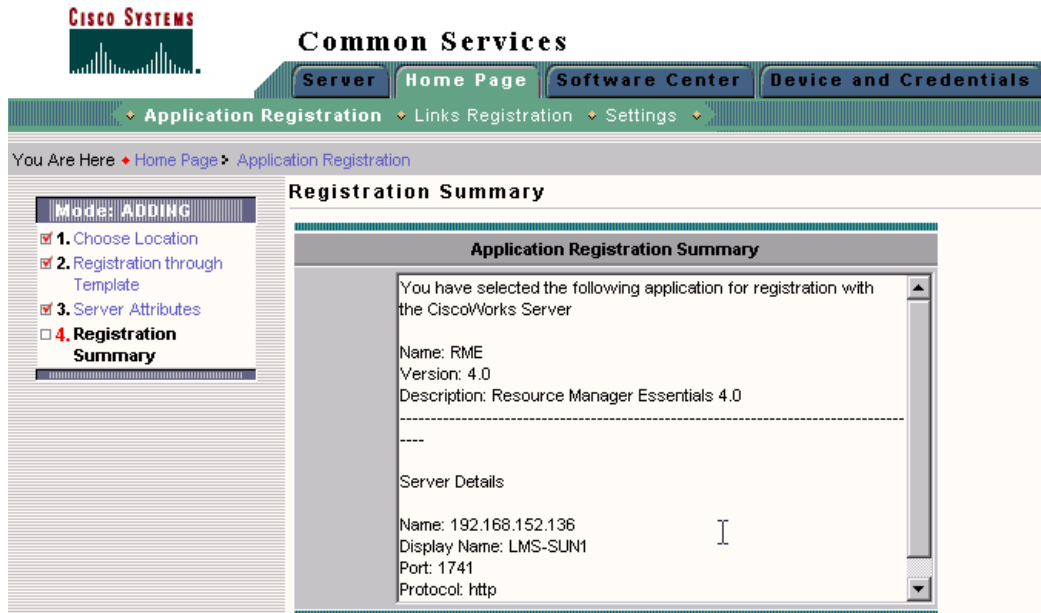 CISCO SYSTEMS
Common Services
Server
Home Page
Software Center
Device and Credentials
Application Registration
Links Registration
Settings
You Are Here Home Page Application Registration
Mode: ADDING
1. Choose Location
2. Registration through
Template
3. Server Attributes
4. Registration
Summary
Registration Summary
Application Registration Summary
You have selected the following application for registration with
the CiscoWorks Server
Name: RME
Version: 4.0
Description: Resource Manager Essentials 4.0
------------------------------------------------------------------------------------
----
Server Details
Name: 192.168.152.136
Display Name: LMS-SUN1
Port: 1741
Protocol: http